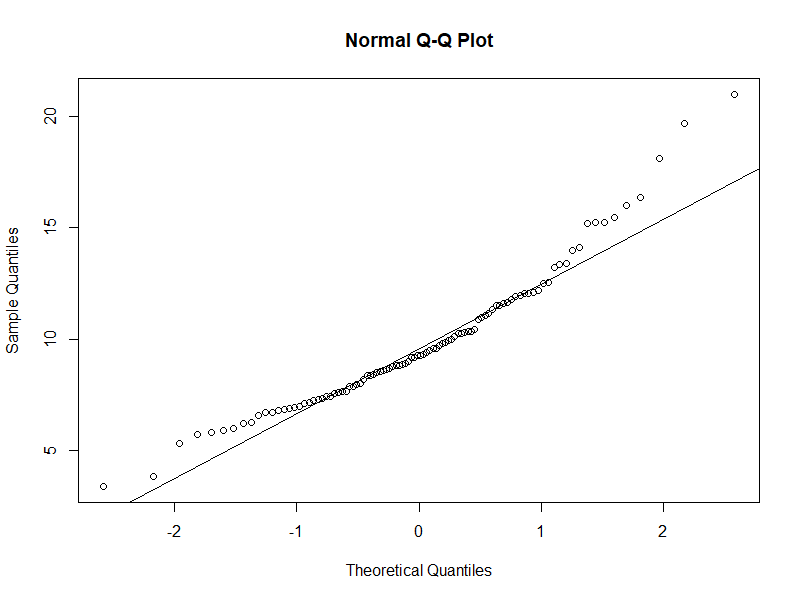 Normal Q-Q Plot
Sample Quantiles
20
15
10
5
-2 -1 0 1 2
Theoretical Quantiles